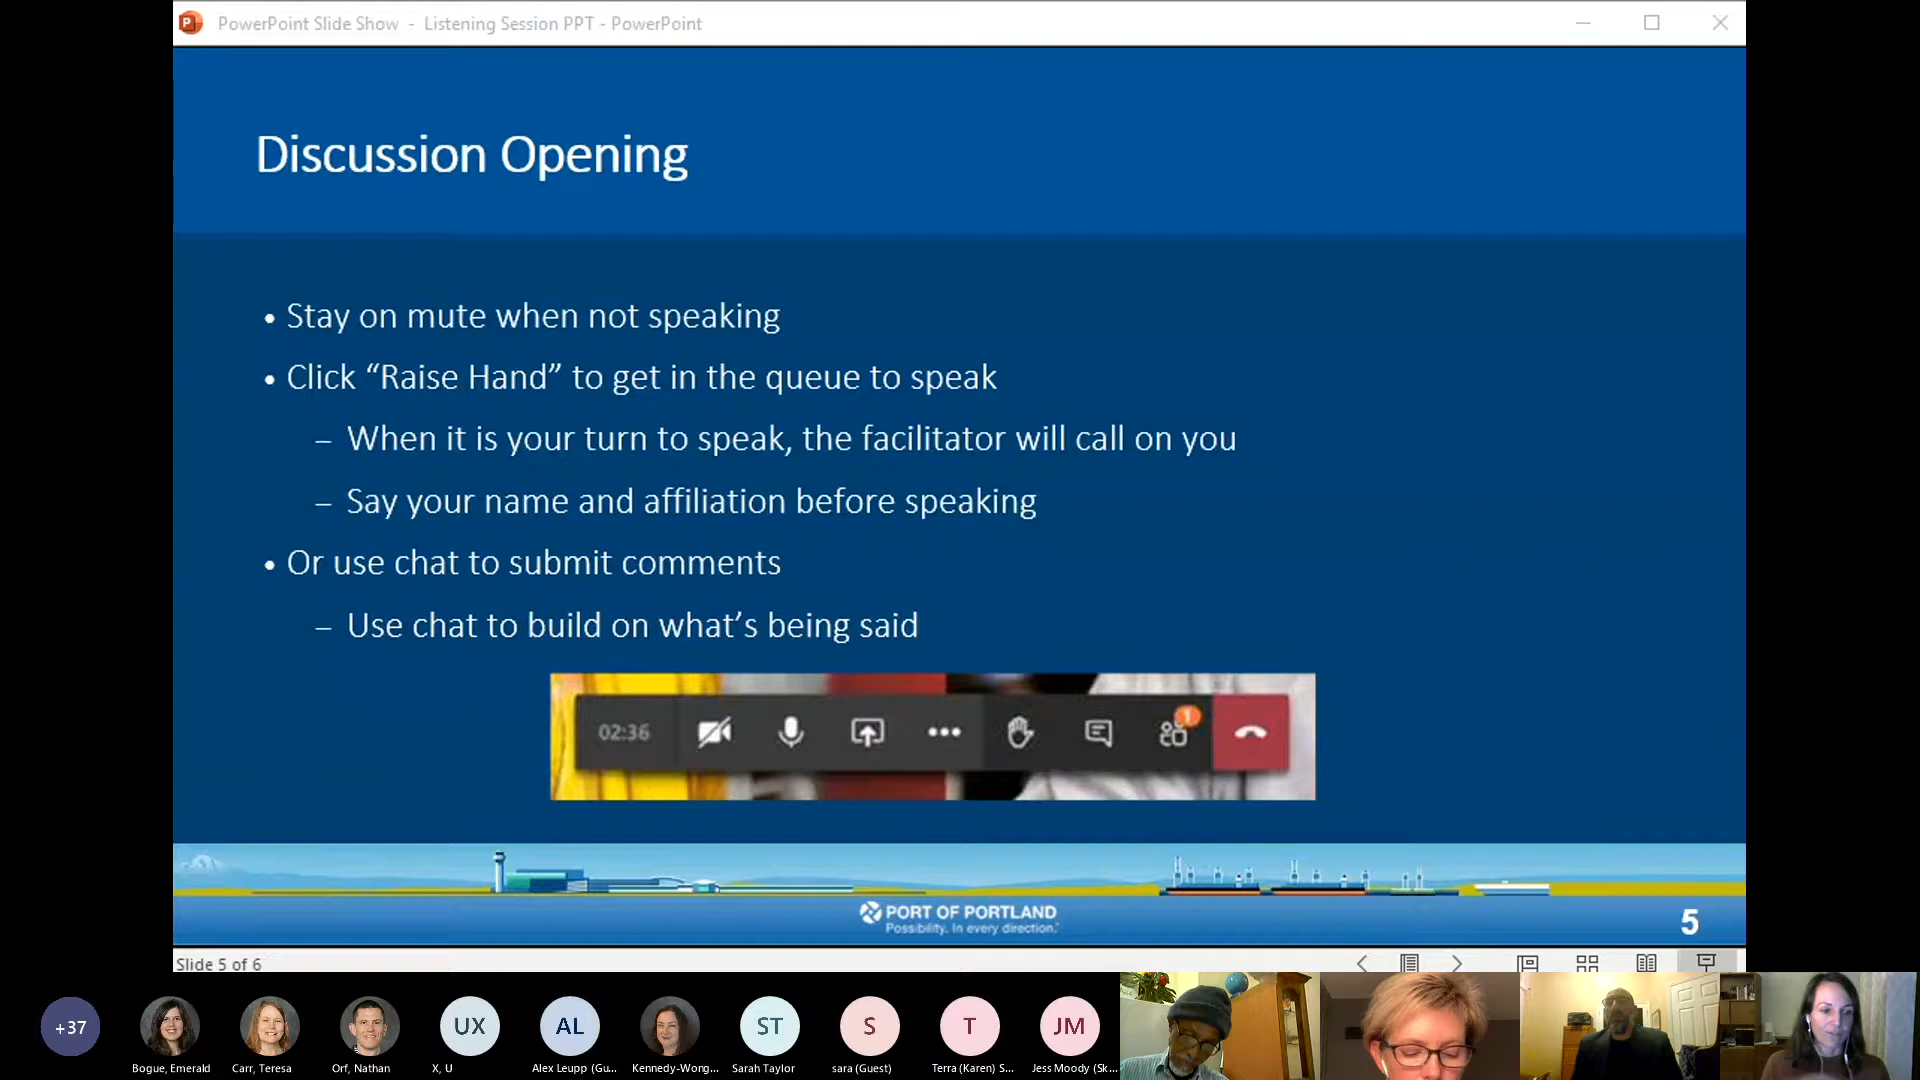 PowerPoint Slide Show - Listening Session PPT - PowerPoint
Discussion Opening
• Stay on mute when not speaking
• Click “Raise Hand” to get in the queue to speak
– When it is your turn to speak, the facilitator will call on you
– Say your name and affiliation before speaking
• Or use chat to submit comments
– Use chat to build on what’s being said
02:36
1
PORT OF PORTLAND
Possibility. In every direction.
5
Slide 5 of 6
+37
UX
AL
ST
S
T
JM
Bogue, Emerald
Carr, Teresa
Orf, Nathan
X, U
Alex Leupp (Gu...
Kennedy-Wong...
Sarah Taylor
sara (Guest)
Terra (Karen) S...
Jess Moody (Sk...